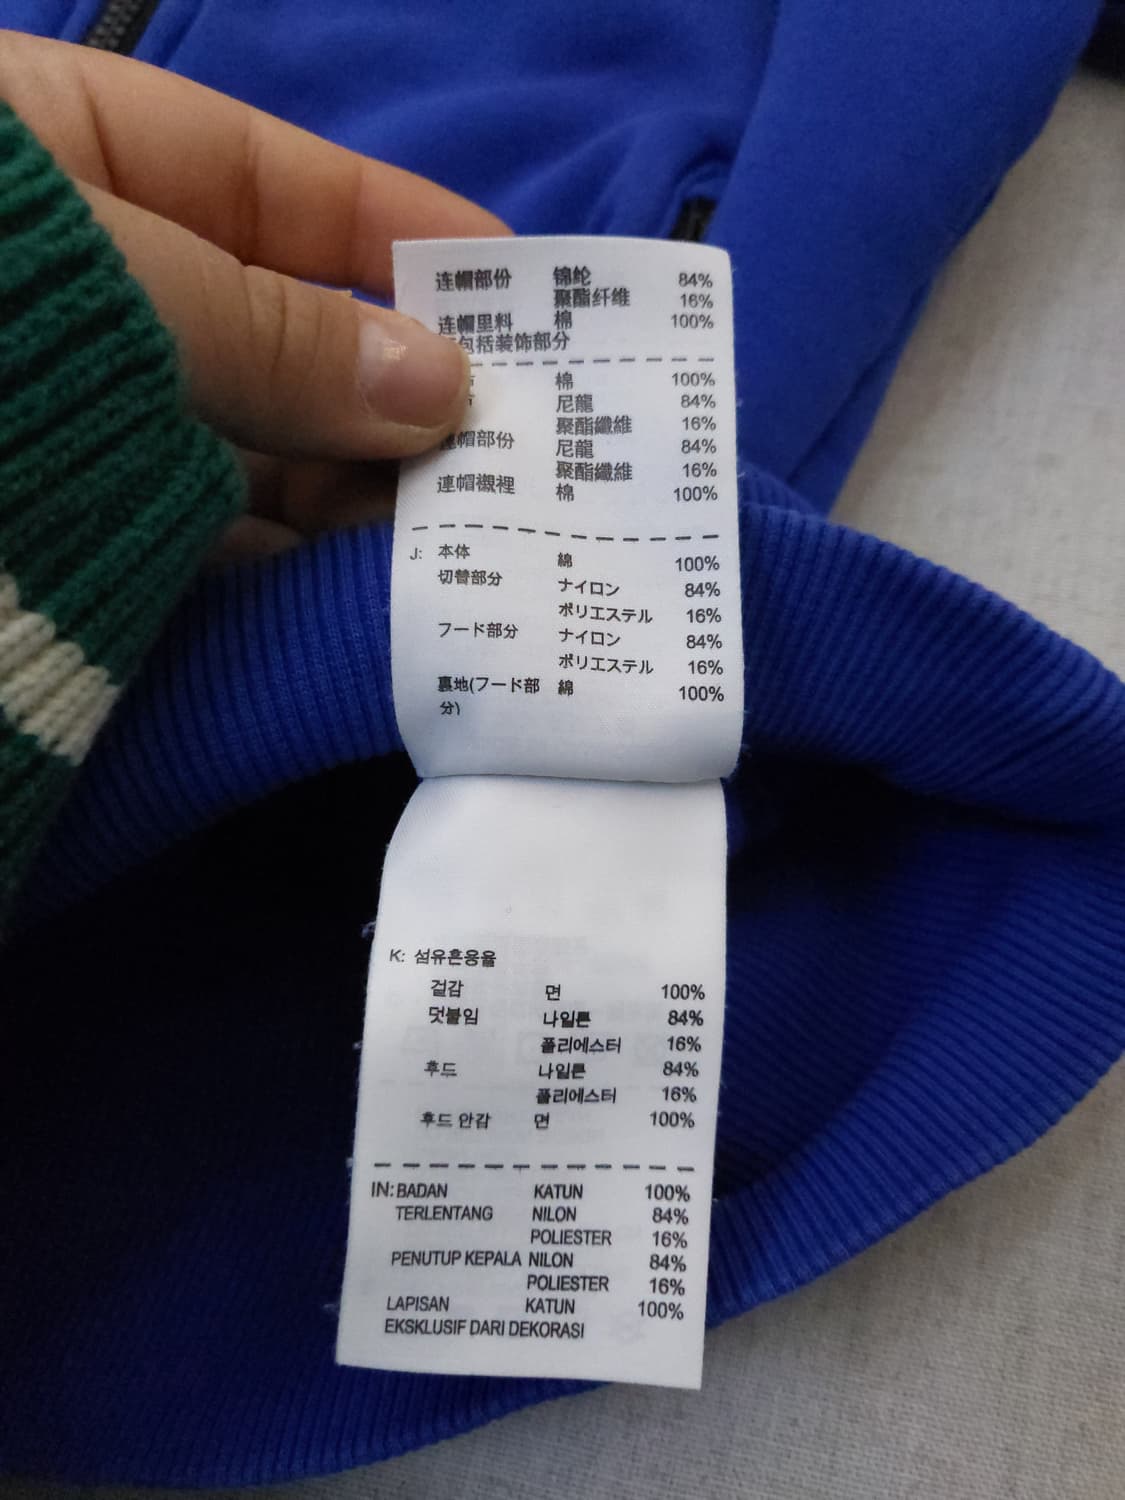 连帽部份 锦纶 84%
聚酯纤维 16%
连帽里料 棉 100%
包括装饰部分
棉 100%
尼龍 84%
聚酯纖維 16%
帽部份 尼龍 84%
聚酯纖維 16%
連帽襯裡 棉 100%
J: 本体 綿 100%
切替部分 ナイロン 84%
ポリエステル 16%
フード部分 ナイロン 84%
ポリエステル 16%
裏地(フード部 綿 100%
分)
K: 섬유혼용율
겉감 면 100%
덧붙임 나일론 84%
폴리에스터 16%
후드 나일론 84%
폴리에스터 16%
후드 안감 면 100%
IN: BADAN KATUN 100%
TERLENTANG NILON 84%
POLIESTER 16%
PENUTUP KEPALA NILON 84%
POLIESTER 16%
LAPISAN KATUN 100%
EKSKLUSIF DARI DEKORASI